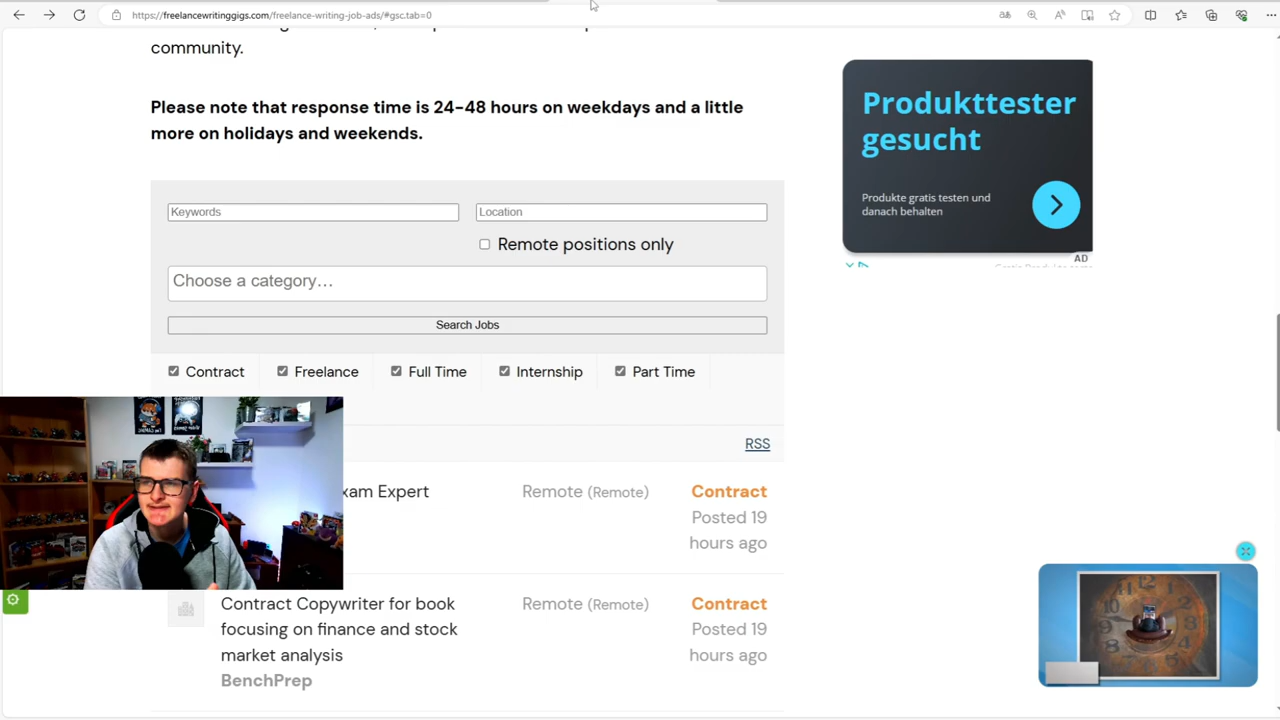 https://freelancewritinggigs.com/freelance-writing-job-ads/#gsc.tab=0
community.
Please note that response time is 24-48 hours on weekdays and a little
more on holidays and weekends.
Keywords
Location
Remote positions only
Choose a category…
Search Jobs
Contract
Freelance
Full Time
Internship
Part Time
RSS
xam Expert
Remote (Remote)
Contract
Posted 19
hours ago
Contract Copywriter for book
focusing on finance and stock
market analysis
BenchPrep
Remote (Remote)
Contract
Posted 19
hours ago
Produkttester
gesucht
Produkte gratis testen und
danach behalten
AD